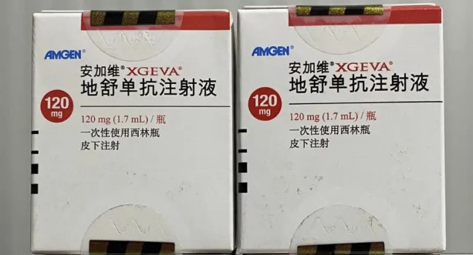 AMGEN®
安加维® XGEVA®
地舒单抗注射液
120 mg
120 mg (1.7 mL) / 瓶
一次性使用西林瓶
皮下注射
AMGEN®
安加维® XGEVA®
地舒单抗注射液
120 mg
120 mg (1.7 mL) / 瓶
一次性使用西林瓶
皮下注射